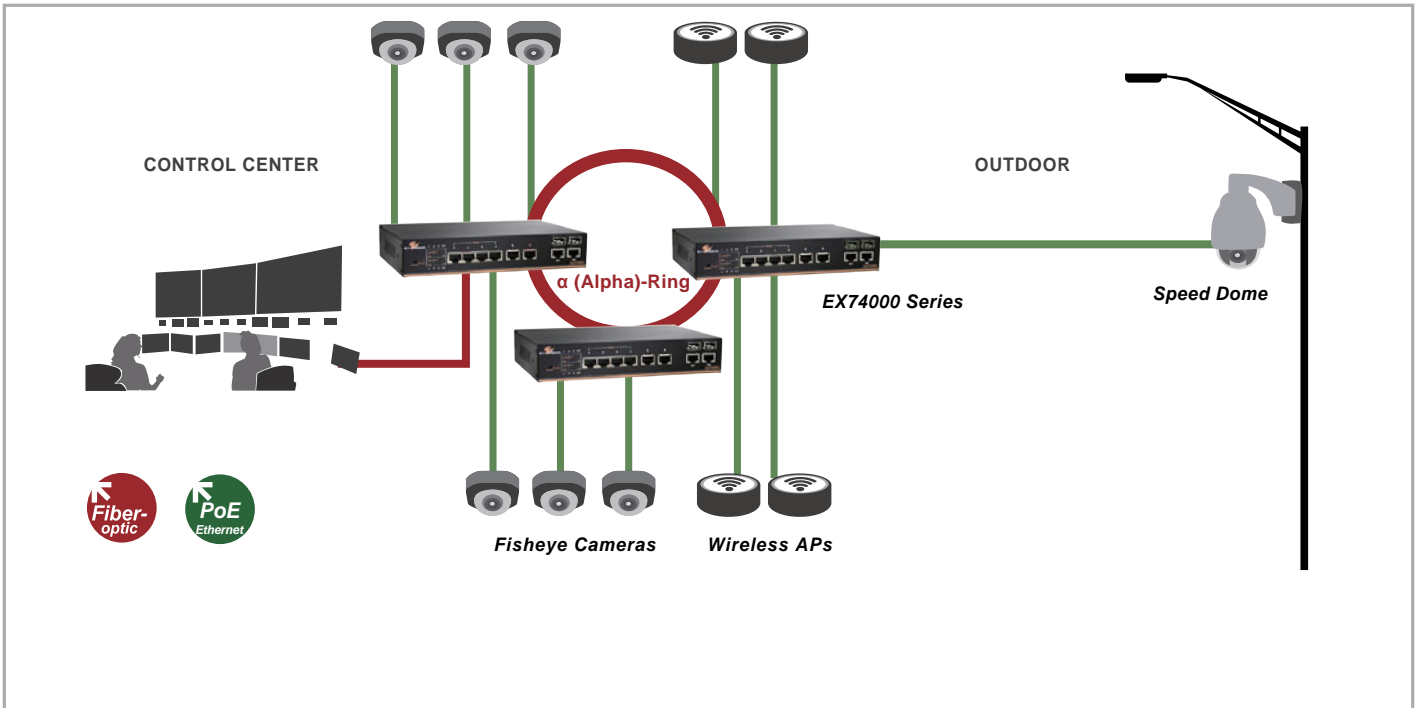 CONTROL CENTER
OUTDOOR
α (Alpha)-Ring
EX74000 Series
Speed Dome
Fiber-
optic
PoE
Ethernet
Fisheye Cameras
Wireless APs